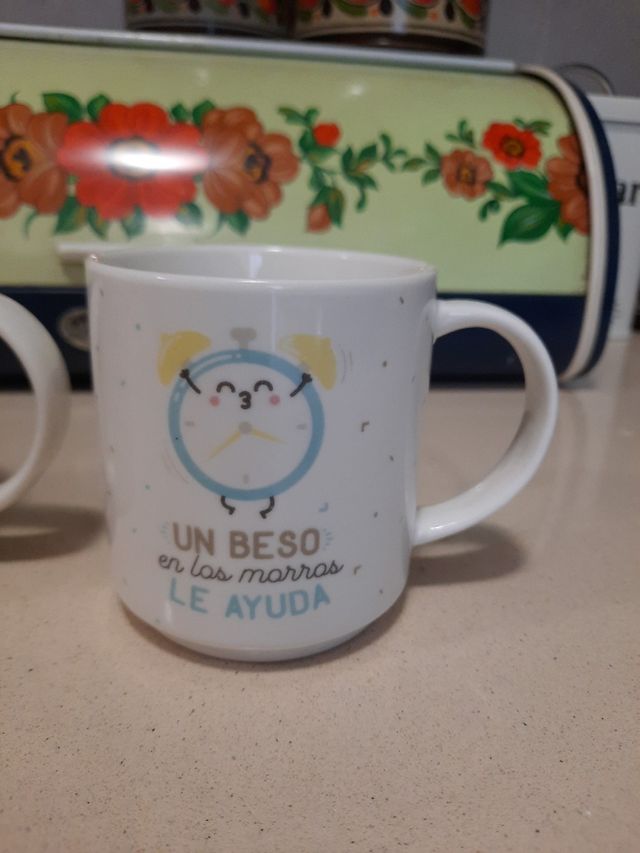 UN BESO
en los morros
LE AYUDA